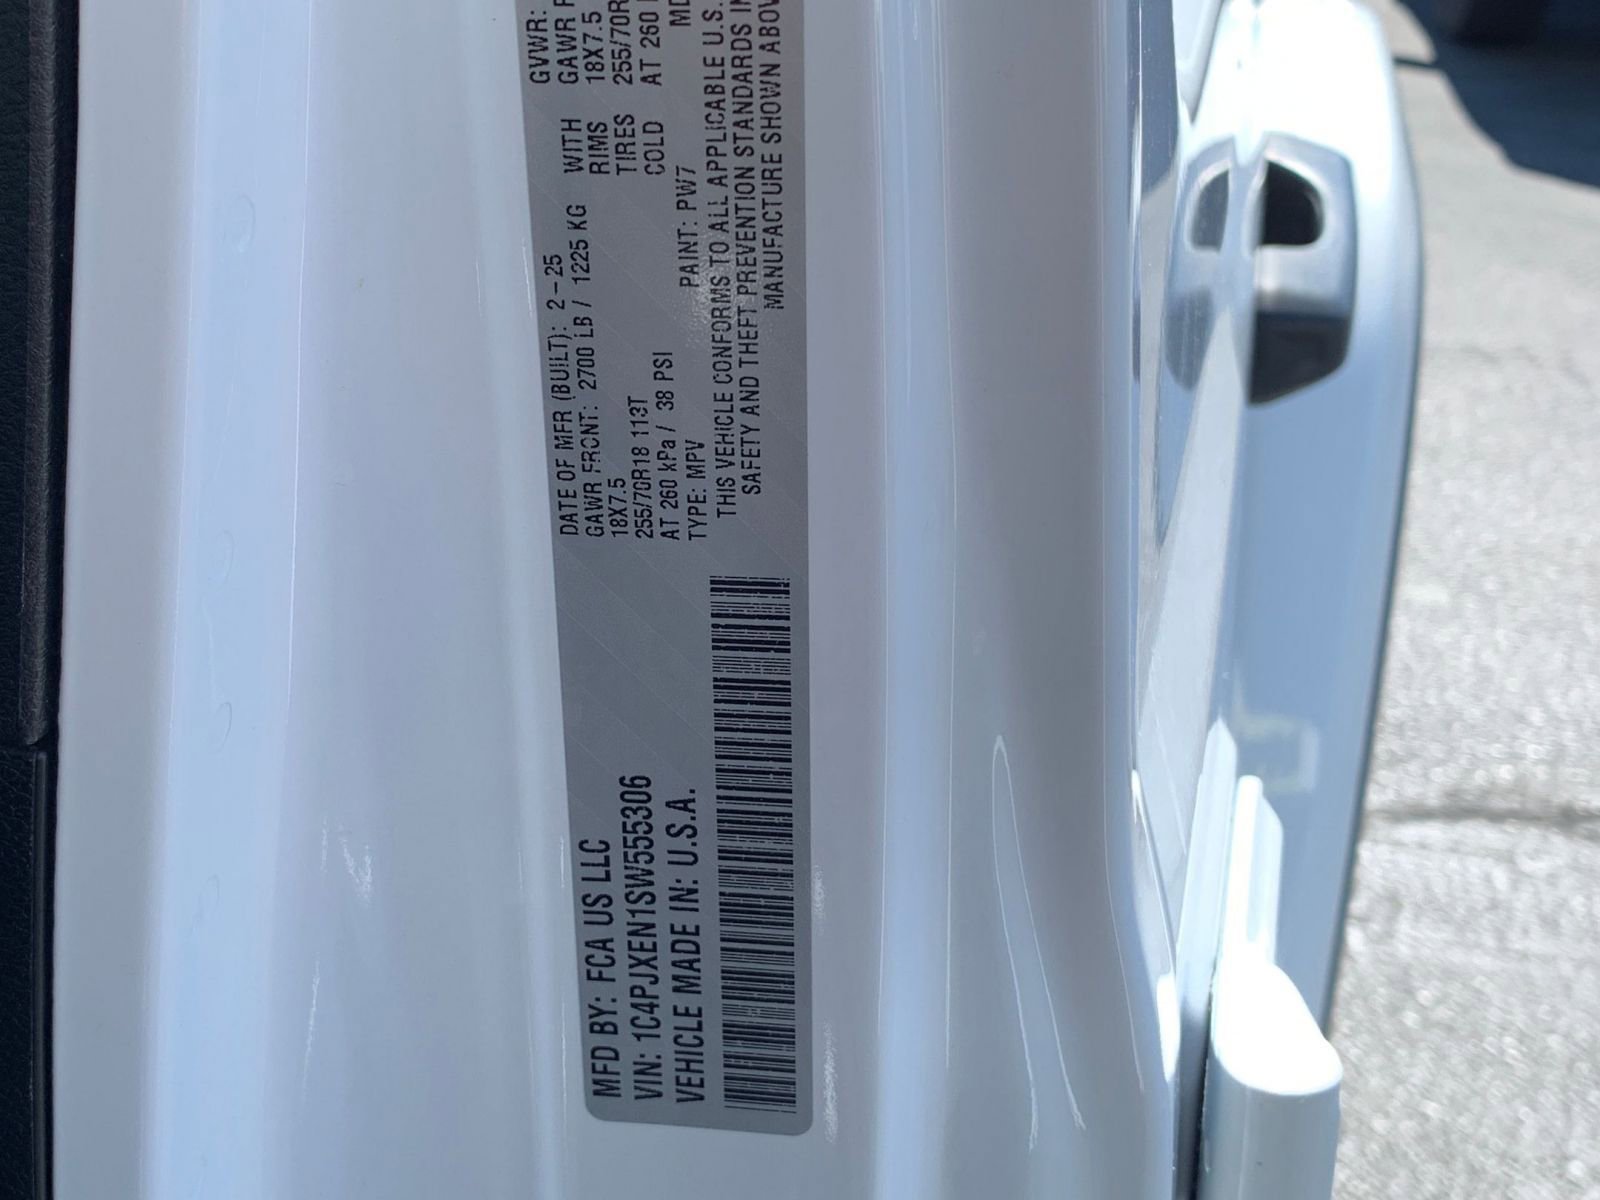 MFD BY: FCA US LLC
VIN: 1C4PJXEN1SW555306
VEHICLE MADE IN: U.S.A.
DATE OF MFR (BUILT): 2-25 GVWR:
GAWR FRONT: 2700 LB / 1225 KG WITH GAWR
18X7.5 RIMS 18X7.5
255/70R18 113T TIRES 255/70R
AT 260 kPa / 38 PSI COLD AT 260
TYPE: MPV PAINT: PW7
THIS VEHICLE CONFORMS TO ALL APPLICABLE U.S.
SAFETY AND THEFT PREVENTION STANDARDS IN
MANUFACTURE SHOWN ABOV